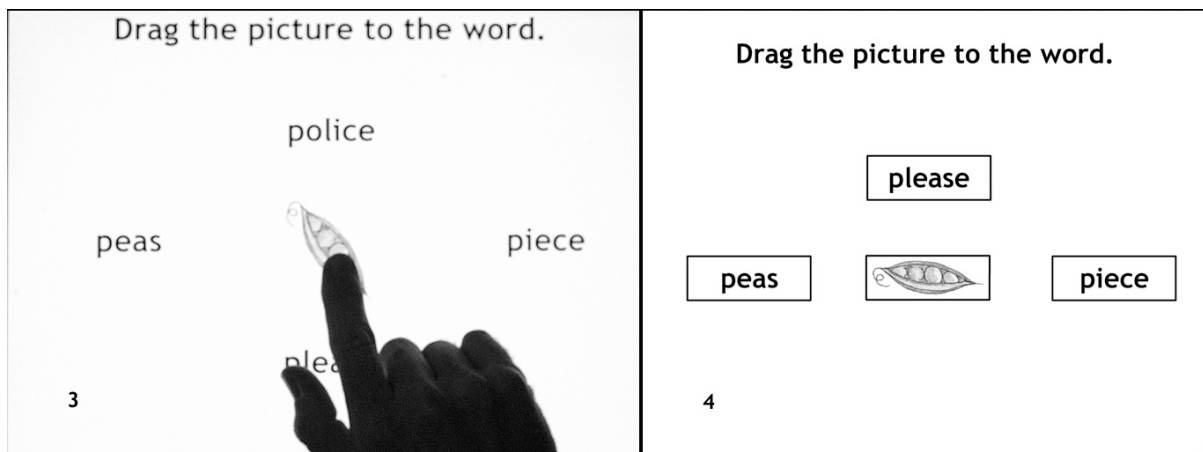 Drag the picture to the word.
police
peas
piece
3
Drag the picture to the word.
please
peas
piece
4